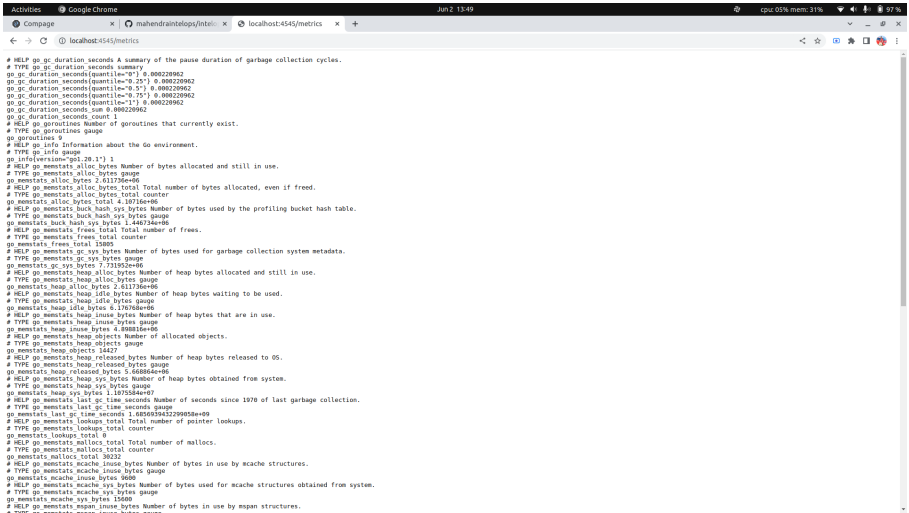 Activities Google Chrome Jun 2 13:49 cpu: 05% mem: 31% 97 %
Compage mahendraintelops/intelo localhost:4545/metrics
localhost:4545/metrics
# HELP go_gc_duration_seconds A summary of the pause duration of garbage collection cycles.
# TYPE go_gc_duration_seconds summary
go_gc_duration_seconds{quantile="0"} 0.000220962
go_gc_duration_seconds{quantile="0.25"} 0.000220962
go_gc_duration_seconds{quantile="0.5"} 0.000220962
go_gc_duration_seconds{quantile="0.75"} 0.000220962
go_gc_duration_seconds{quantile="1"} 0.000220962
go_gc_duration_seconds_sum 0.000220962
go_gc_duration_seconds_count 1
# HELP go_goroutines Number of goroutines that currently exist.
# TYPE go_goroutines gauge
go_goroutines 9
# HELP go_info Information about the Go environment.
# TYPE go_info gauge
go_info{version="go1.20.1"} 1
# HELP go_memstats_alloc_bytes Number of bytes allocated and still in use.
# TYPE go_memstats_alloc_bytes gauge
go_memstats_alloc_bytes 2.611736e+06
# HELP go_memstats_alloc_bytes_total Total number of bytes allocated, even if freed.
# TYPE go_memstats_alloc_bytes_total counter
go_memstats_alloc_bytes_total 4.10716e+06
# HELP go_memstats_buck_hash_sys_bytes Number of bytes used by the profiling bucket hash table.
# TYPE go_memstats_buck_hash_sys_bytes gauge
go_memstats_buck_hash_sys_bytes 1.446734e+06
# HELP go_memstats_frees_total Total number of frees.
# TYPE go_memstats_frees_total counter
go_memstats_frees_total 15805
# HELP go_memstats_gc_sys_bytes Number of bytes used for garbage collection system metadata.
# TYPE go_memstats_gc_sys_bytes gauge
go_memstats_gc_sys_bytes 7.731952e+06
# HELP go_memstats_heap_alloc_bytes Number of heap bytes allocated and still in use.
# TYPE go_memstats_heap_alloc_bytes gauge
go_memstats_heap_alloc_bytes 2.611736e+06
# HELP go_memstats_heap_idle_bytes Number of heap bytes waiting to be used.
# TYPE go_memstats_heap_idle_bytes gauge
go_memstats_heap_idle_bytes 6.176768e+06
# HELP go_memstats_heap_inuse_bytes Number of heap bytes that are in use.
# TYPE go_memstats_heap_inuse_bytes gauge
go_memstats_heap_inuse_bytes 4.898816e+06
# HELP go_memstats_heap_objects Number of allocated objects.
# TYPE go_memstats_heap_objects gauge
go_memstats_heap_objects 14427
# HELP go_memstats_heap_released_bytes Number of heap bytes released to OS.
# TYPE go_memstats_heap_released_bytes gauge
go_memstats_heap_released_bytes 5.668864e+06
# HELP go_memstats_heap_sys_bytes Number of heap bytes obtained from system.
# TYPE go_memstats_heap_sys_bytes gauge
go_memstats_heap_sys_bytes 1.1075584e+07
# HELP go_memstats_last_gc_time_seconds Number of seconds since 1970 of last garbage collection.
# TYPE go_memstats_last_gc_time_seconds gauge
go_memstats_last_gc_time_seconds 1.6856939432299058e+09
# HELP go_memstats_lookups_total Total number of pointer lookups.
# TYPE go_memstats_lookups_total counter
go_memstats_lookups_total 0
# HELP go_memstats_mallocs_total Total number of mallocs.
# TYPE go_memstats_mallocs_total counter
go_memstats_mallocs_total 30232
# HELP go_memstats_mcache_inuse_bytes Number of bytes in use by mcache structures.
# TYPE go_memstats_mcache_inuse_bytes gauge
go_memstats_mcache_inuse_bytes 9600
# HELP go_memstats_mcache_sys_bytes Number of bytes used for mcache structures obtained from system.
# TYPE go_memstats_mcache_sys_bytes gauge
go_memstats_mcache_sys_bytes 15600
# HELP go_memstats_mspan_inuse_bytes Number of bytes in use by mspan structures.
# TYPE go_memstats_mspan_inuse_bytes gauge